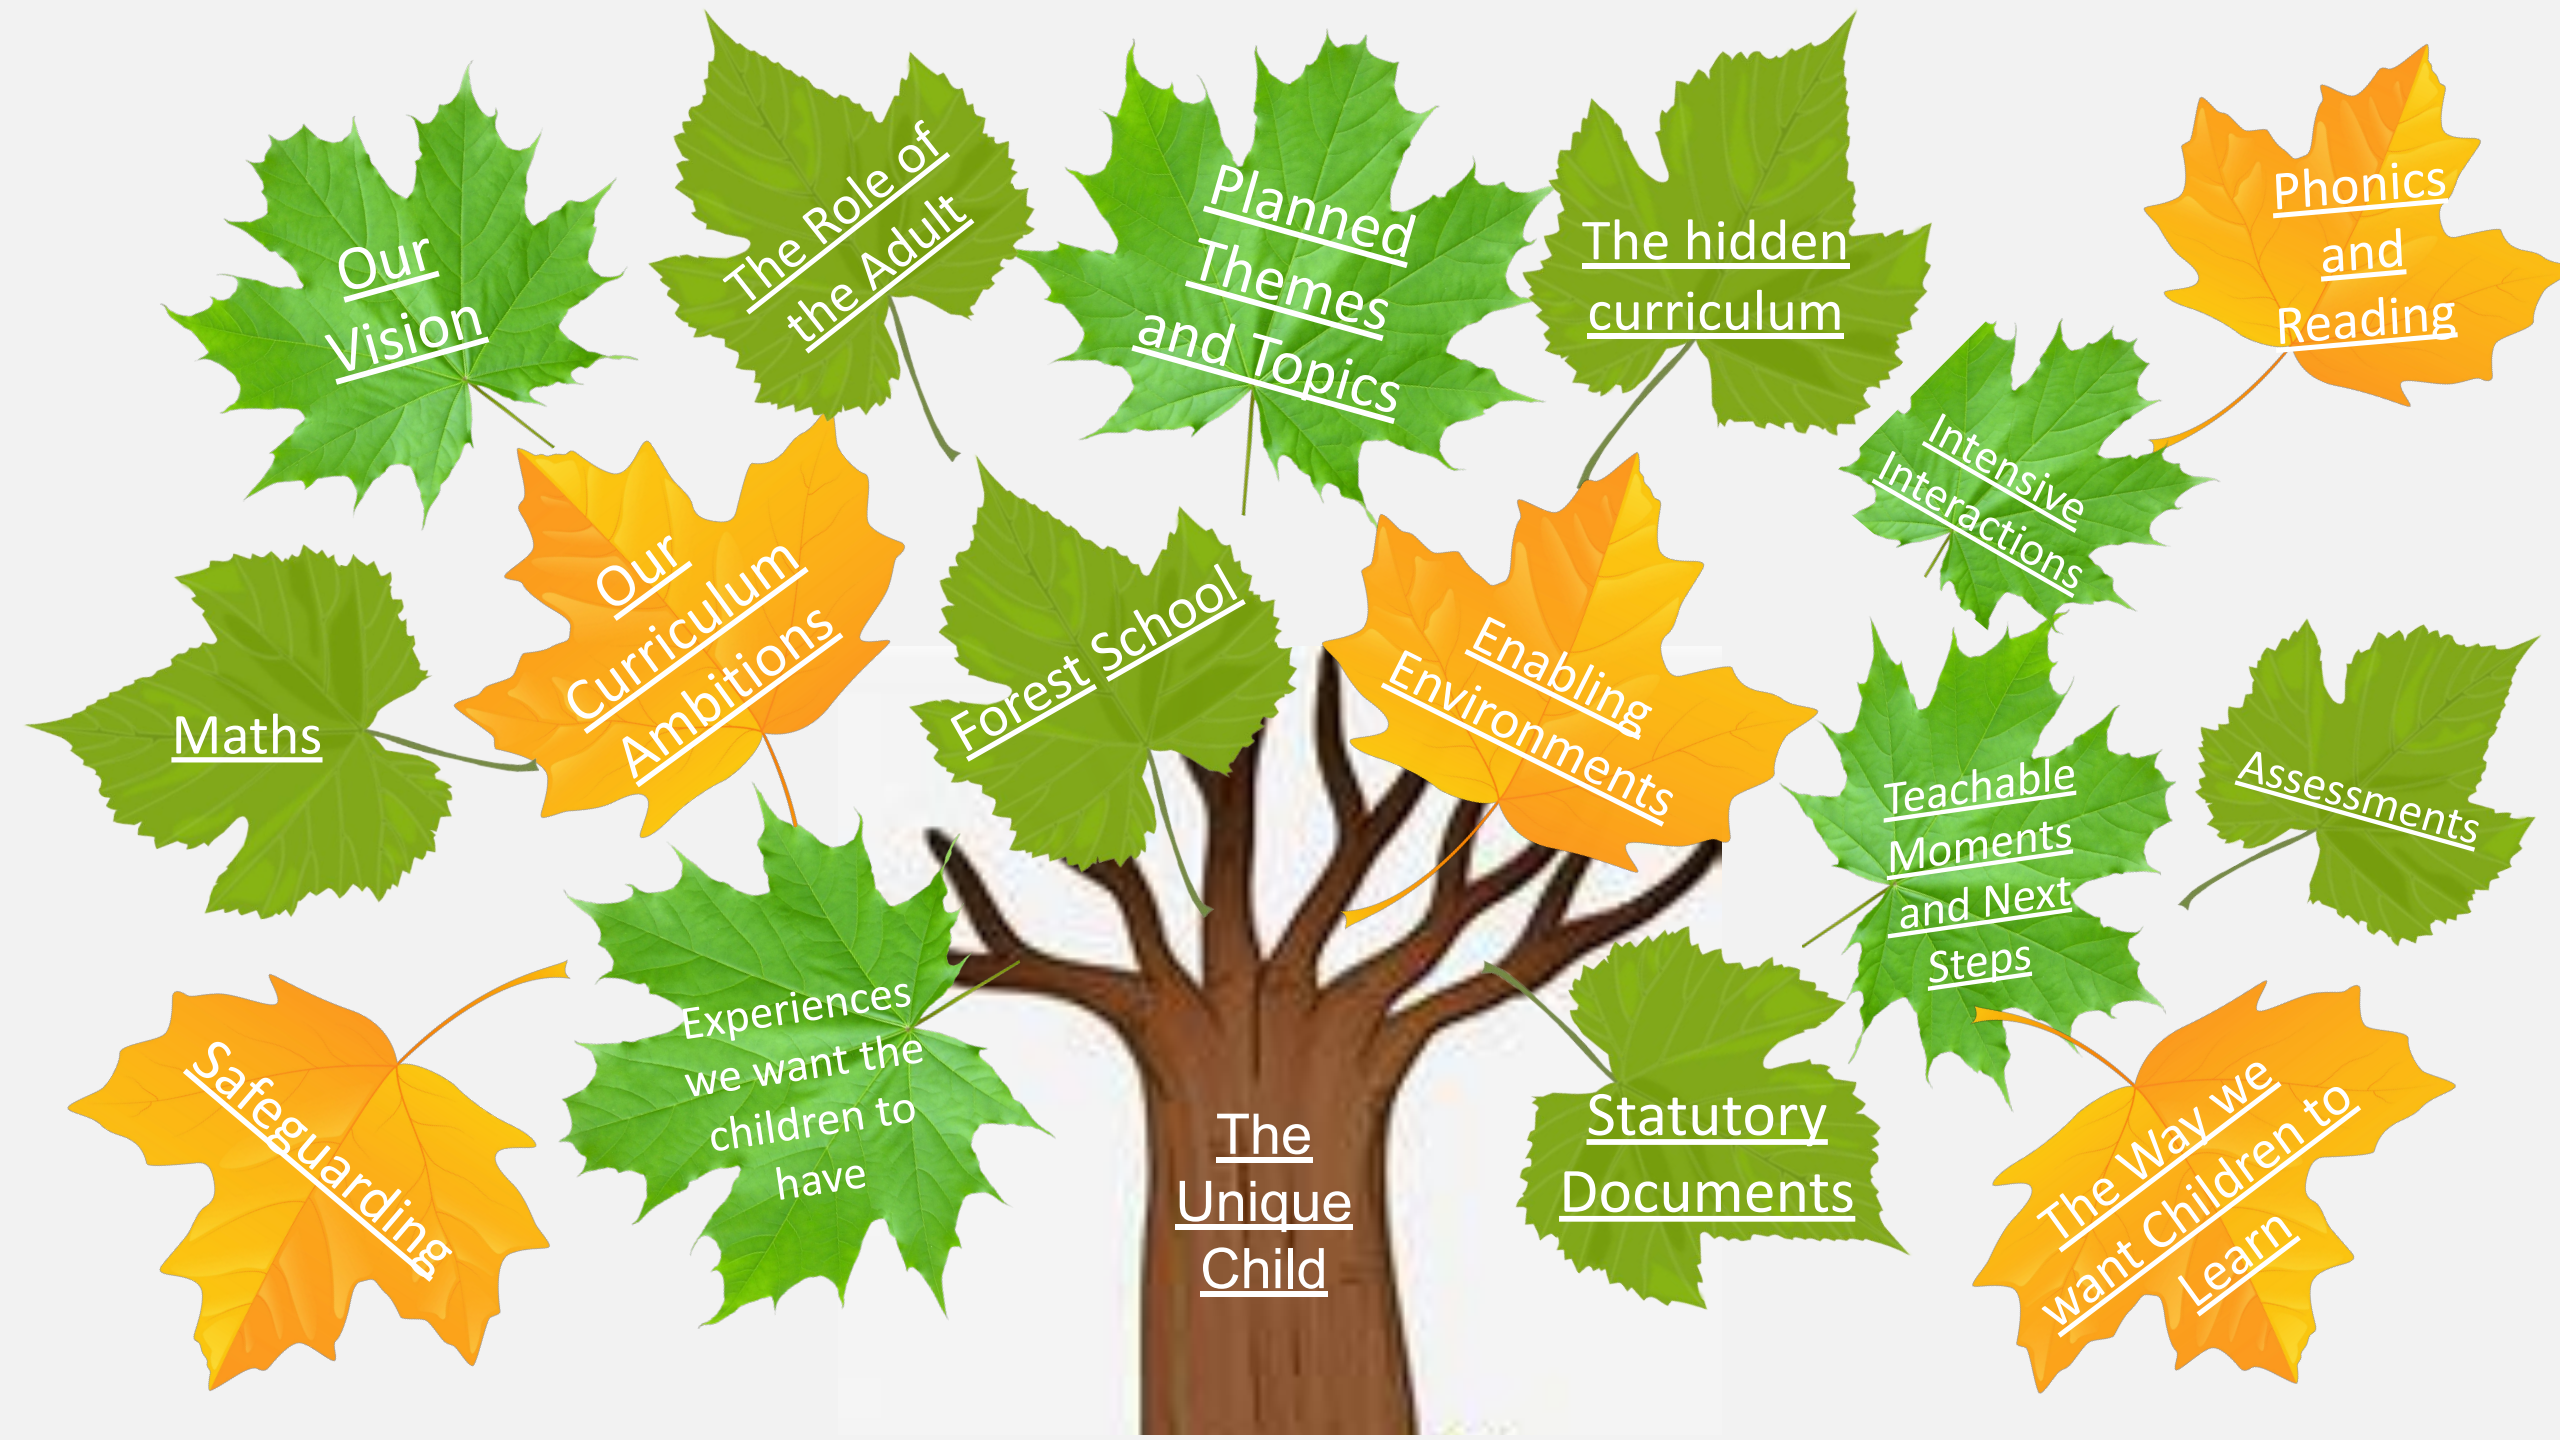 Our
Vision
The Role of
the Adult
Planned
Themes
and Topics
The hidden
curriculum
Phonics
and
Reading
Intensive
Interactions
Maths
Our
Curriculum
Ambitions
Forest School
Enabling
Environments
Teachable
Moments
and Next
Steps
Assessments
Safeguarding
Experiences
we want the
children to
have
The
Unique
Child
Statutory
Documents
The Way we
want Children to
Learn